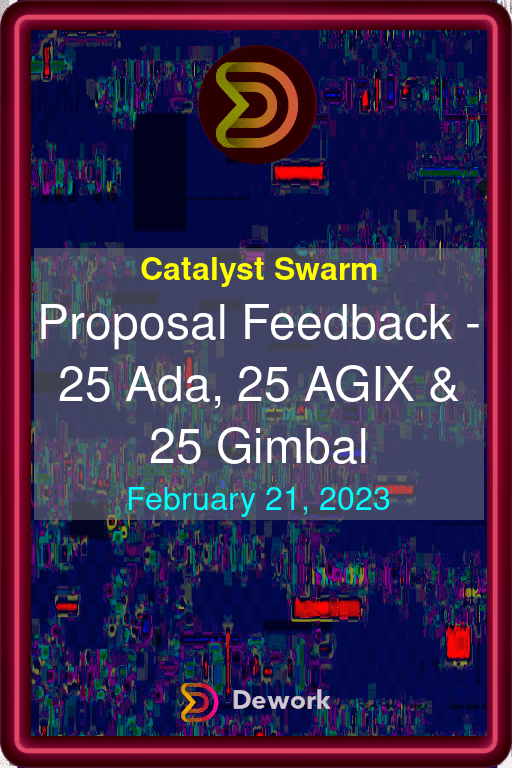 Catalyst Swarm
Proposal Feedback -
25 Ada, 25 AGIX &
25 Gimbal
February 21, 2023
Dework